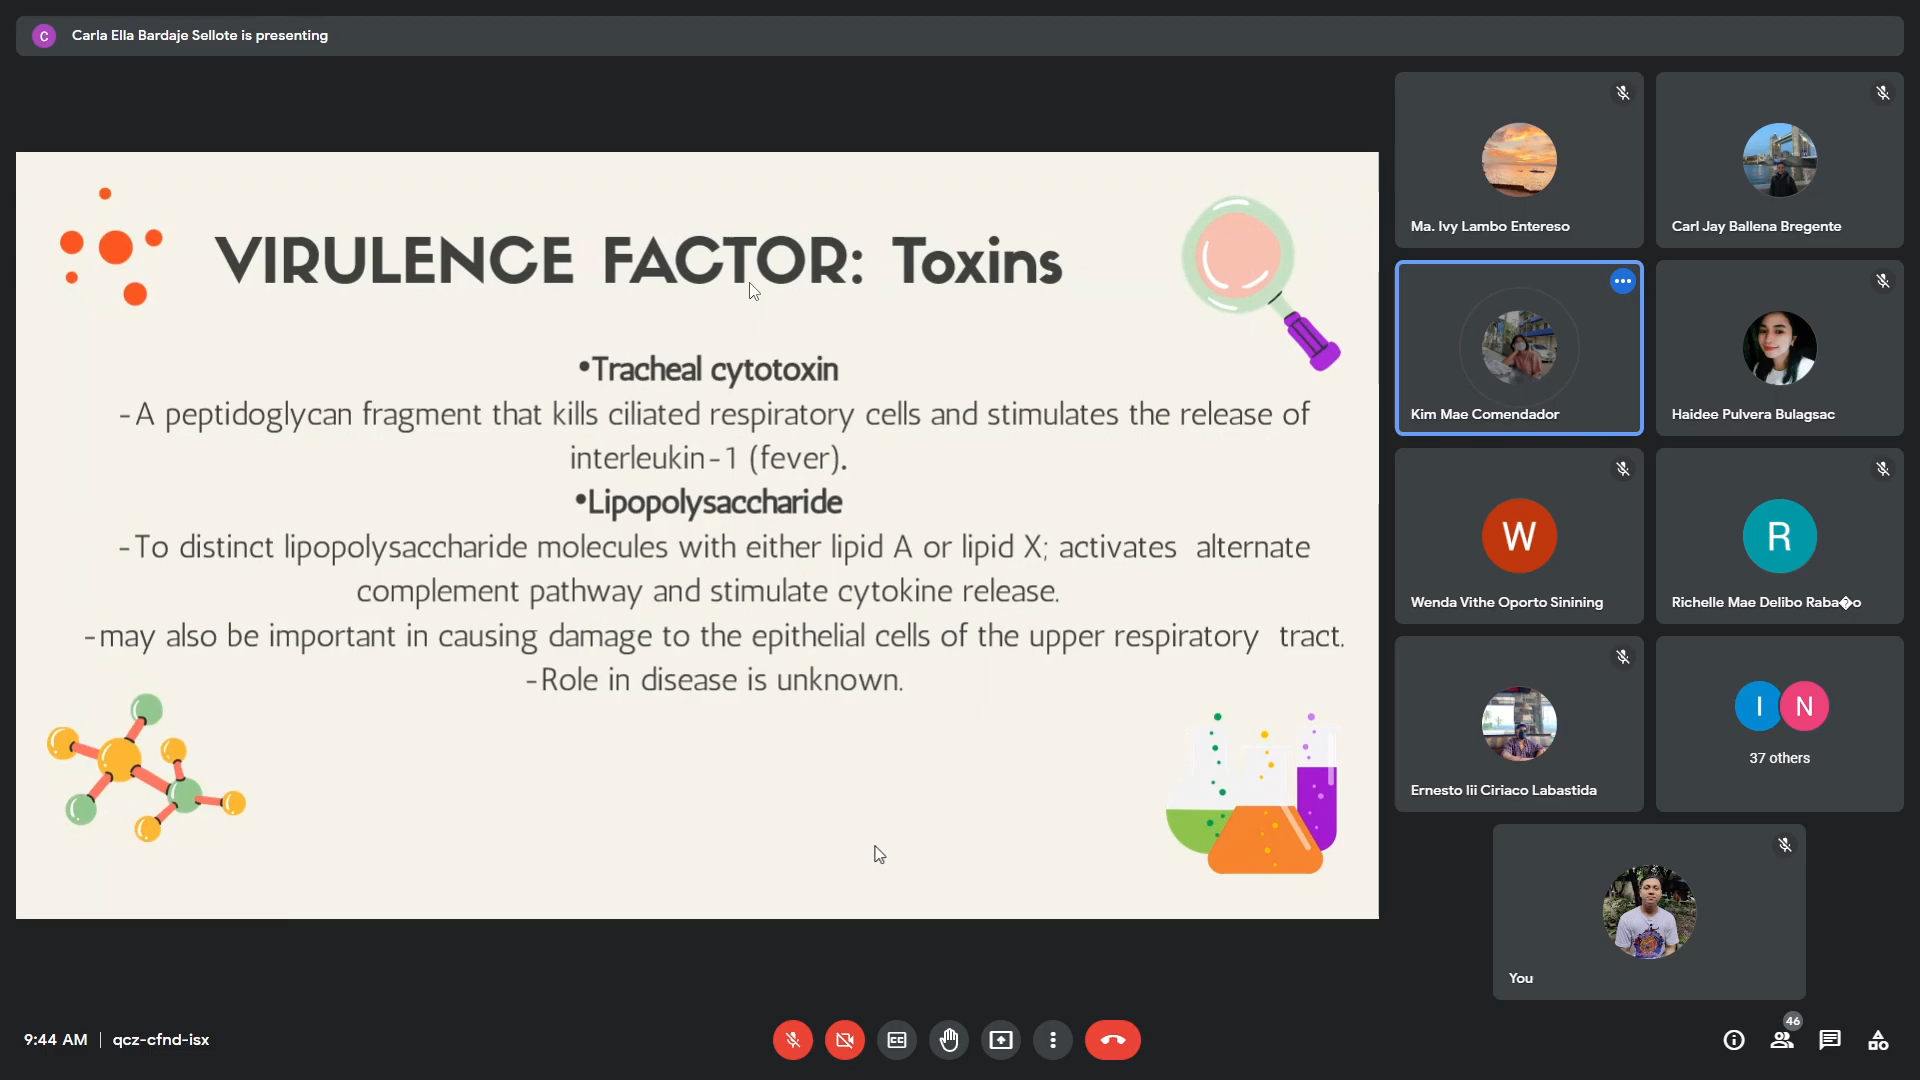 C
Carla Ella Bardaje Sellote is presenting
VIRULENCE FACTOR: Toxins
•Tracheal cytotoxin
-A peptidoglycan fragment that kills ciliated respiratory cells and stimulates the release of
interleukin-1 (fever).
•Lipopolysaccharide
-To distinct lipopolysaccharide molecules with either lipid A or lipid X; activates alternate
complement pathway and stimulate cytokine release.
-may also be important in causing damage to the epithelial cells of the upper respiratory tract.
-Role in disease is unknown.
Ma. Ivy Lambo Entereso
Carl Jay Ballena Bregente
Kim Mae Comendador
Haidee Pulvera Bulagsac
W
Wenda Vithe Oporto Sinining
R
Richelle Mae Delibo Raba�o
Ernesto Iii Ciriaco Labastida
I N
37 others
You
9:44 AM | qcz-cfnd-isx
CC
46